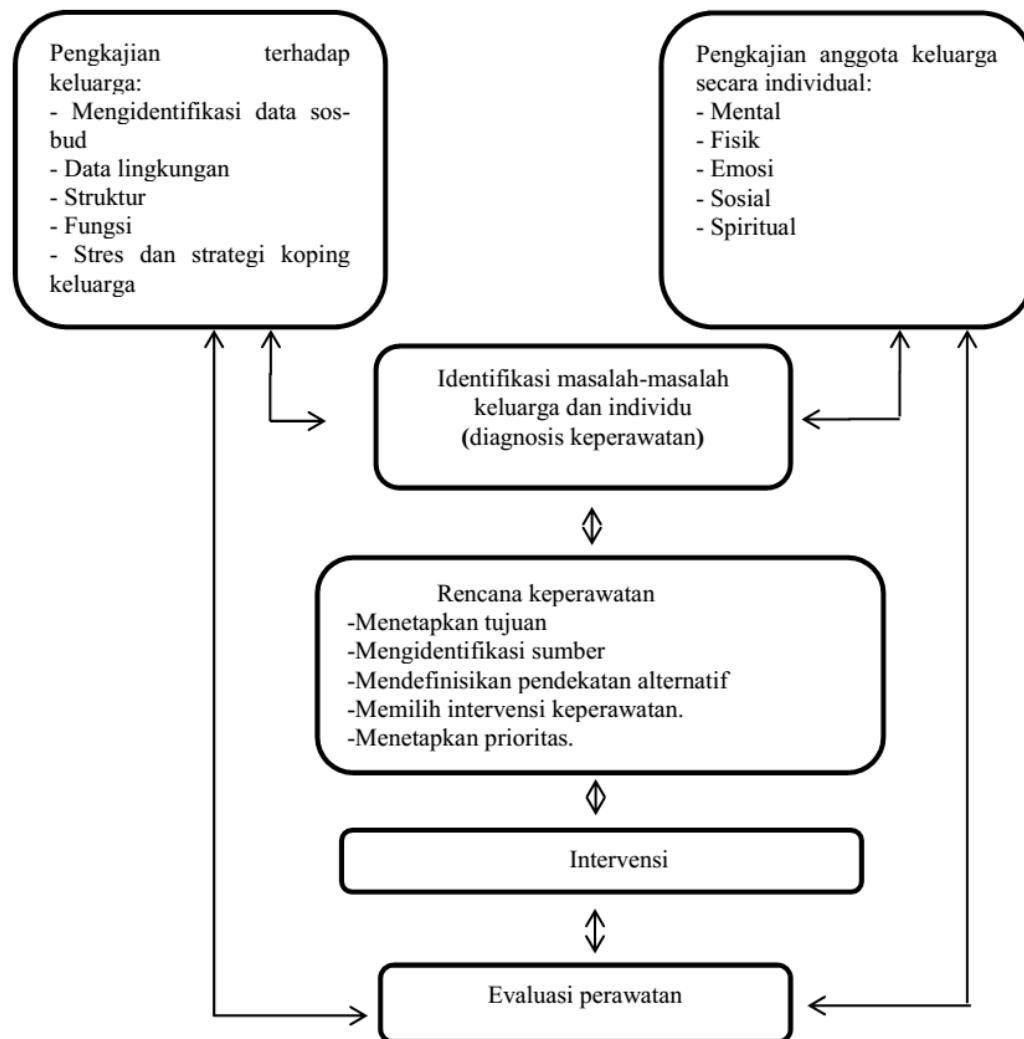 Pengkajian terhadap
keluarga:
- Mengidentifikasi data sos-
bud
- Data lingkungan
- Struktur
- Fungsi
- Stres dan strategi koping
keluarga
Pengkajian anggota keluarga
secara individual:
- Mental
- Fisik
- Emosi
- Sosial
- Spiritual
Identifikasi masalah-masalah
keluarga dan individu
(diagnosis keperawatan)
Rencana keperawatan
-Menetapkan tujuan
-Mengidentifikasi sumber
-Mendefinisikan pendekatan alternatif
-Memilih intervensi keperawatan.
-Menetapkan prioritas.
Intervensi
Evaluasi perawatan